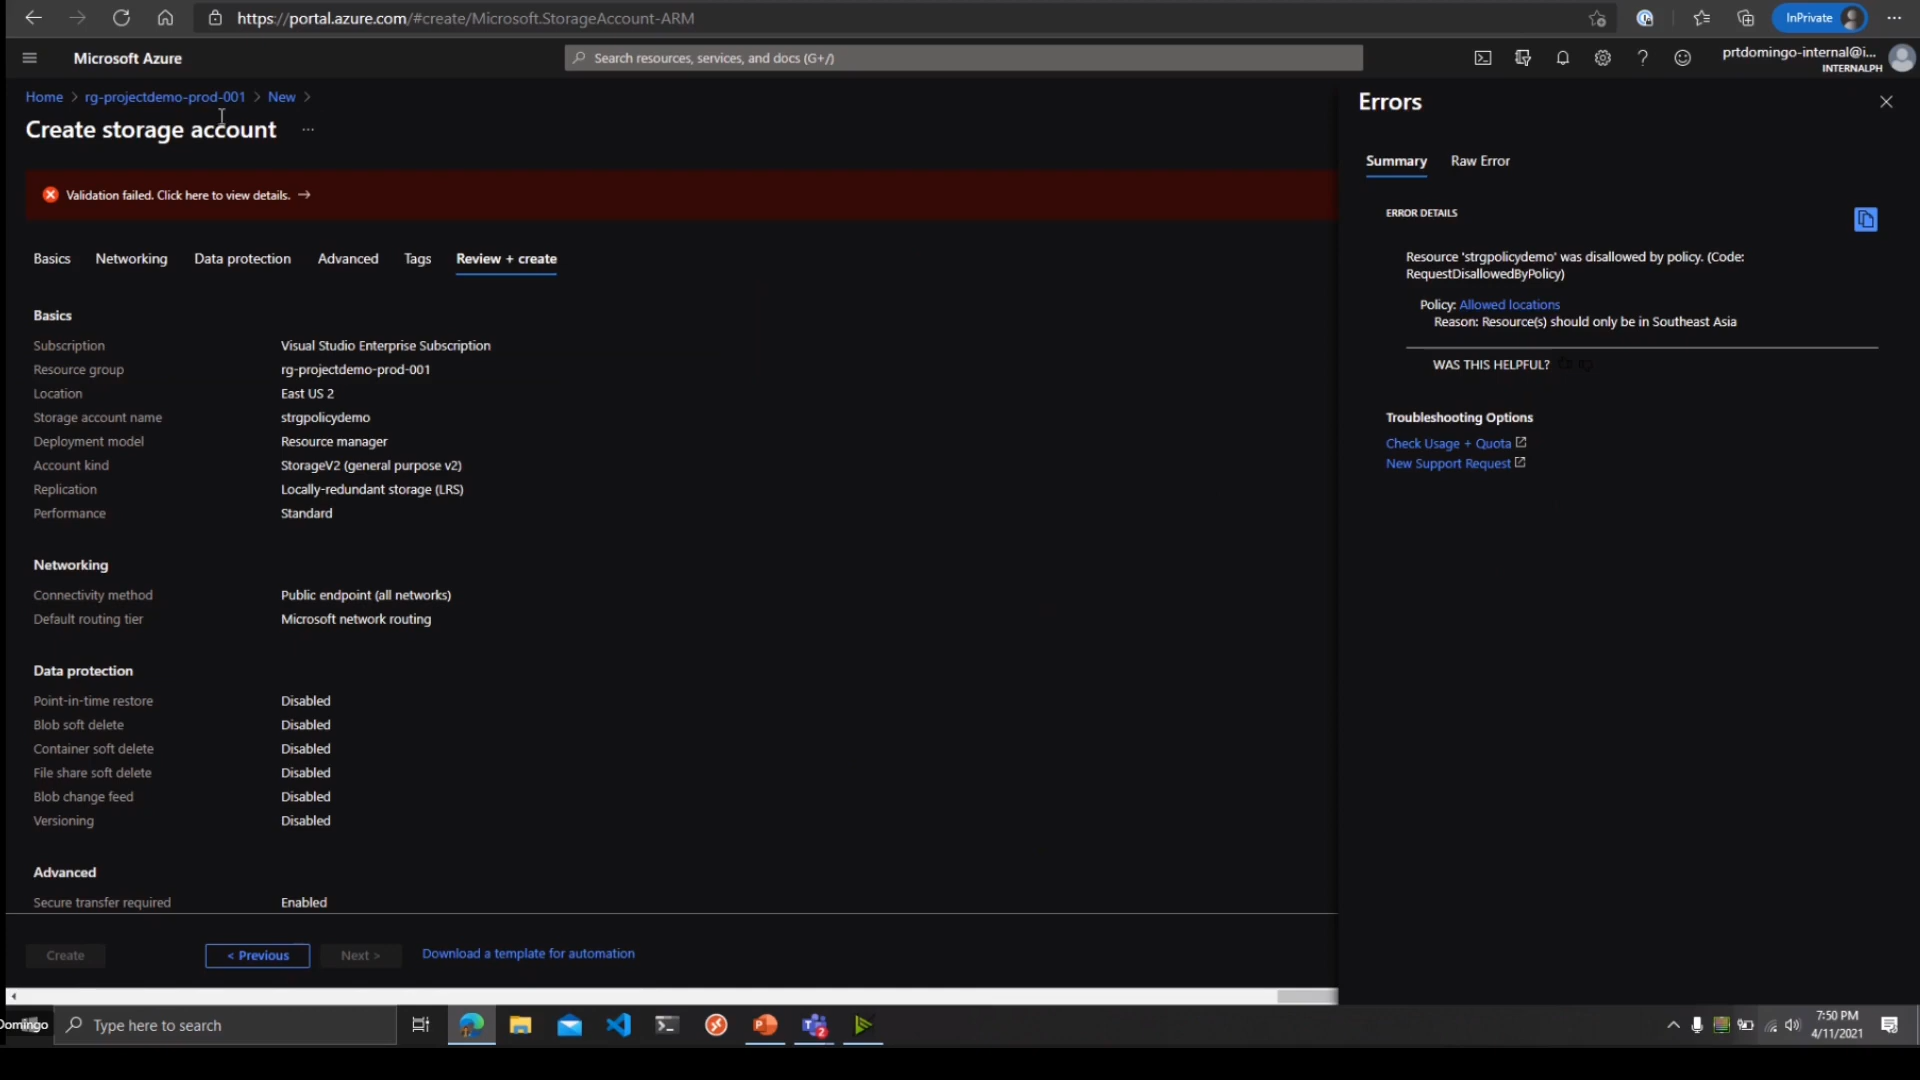 https://portal.azure.com/#create/Microsoft.StorageAccount-ARM
InPrivate
Microsoft Azure
Search resources, services, and docs (G+/)
prtdomingo-internal@i...
INTERNALPH
Home > rg-projectdemo-prod-001 > New >
Create storage account ...
Validation failed. Click here to view details. →
Basics
Networking
Data protection
Advanced
Tags
Review + create
Basics
Subscription Visual Studio Enterprise Subscription
Resource group rg-projectdemo-prod-001
Location East US 2
Storage account name strgpolicydemo
Deployment model Resource manager
Account kind StorageV2 (general purpose v2)
Replication Locally-redundant storage (LRS)
Performance Standard
Networking
Connectivity method Public endpoint (all networks)
Default routing tier Microsoft network routing
Data protection
Point-in-time restore Disabled
Blob soft delete Disabled
Container soft delete Disabled
File share soft delete Disabled
Blob change feed Disabled
Versioning Disabled
Advanced
Secure transfer required Enabled
Create
< Previous
Next >
Download a template for automation
Errors
Summary
Raw Error
ERROR DETAILS
Resource 'strgpolicydemo' was disallowed by policy. (Code:
RequestDisallowedByPolicy)
Policy: Allowed locations
Reason: Resource(s) should only be in Southeast Asia
WAS THIS HELPFUL?
Troubleshooting Options
Check Usage + Quota
New Support Request
Domingo
Type here to search
2
7:50 PM
4/11/2021